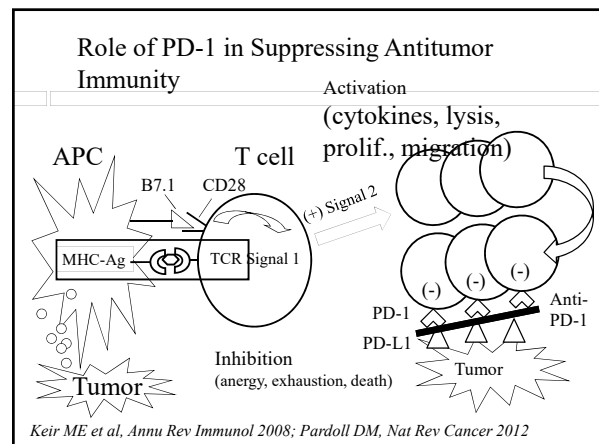 Role of PD-1 in Suppressing Antitumor
Immunity
Activation
(cytokines, lysis,
prolif., migration)
APC
T cell
B7.1
CD28
(+) Signal 2
MHC-Ag
TCR Signal 1
(-)
(-)
(-)
PD-1
Anti-
PD-1
PD-L1
Inhibition
(anergy, exhaustion, death)
Tumor
Tumor
Keir ME et al, Annu Rev Immunol 2008; Pardoll DM, Nat Rev Cancer 2012